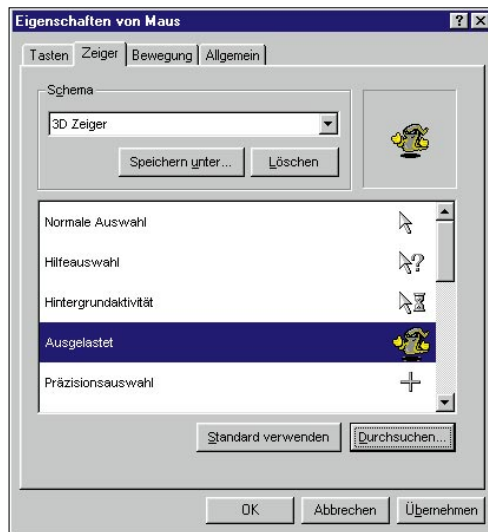 Eigenschaften von Maus
Tasten Zeiger Bewegung Allgemein
Schema
3D Zeiger
Speichern unter... Löschen
Normale Auswahl
Hilfeauswahl
Hintergrundaktivität
Ausgelastet
Präzisionsauswahl
Standard verwenden Durchsuchen...
OK Abbrechen Übernehmen